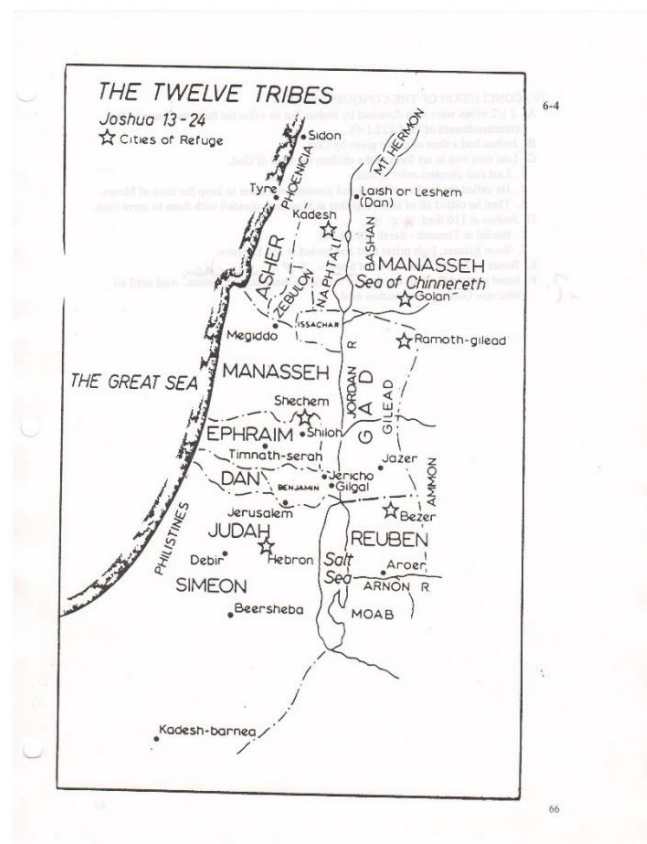 THE TWELVE TRIBES
6-4
Joshua 13-24
☆ Cities of Refuge
Sidon
MT HERMON
PHOENICIA
Tyre
Laish or Leshem
(Dan)
Kadesh
ASHER
NAPHTALI
BASHAN
MANASSEH
Sea of Chinnereth
ZEBULON
Golan
ISSACHAR
Megiddo
Ramoth-gilead
JORDAN R
MANASSEH
THE GREAT SEA
GAD
GILEAD
Shechem
EPHRAIM
Shiloh
Timnath-serah
Jazer
DAN
Jericho
BENJAMIN
Gilgal
AMMON
Jerusalem
Bezer
PHILISTINES
JUDAH
REUBEN
Debir
Hebron
Salt
Sea
Aroer
SIMEON
ARNON R.
Beersheba
MOAB
Kadesh-barnea
66